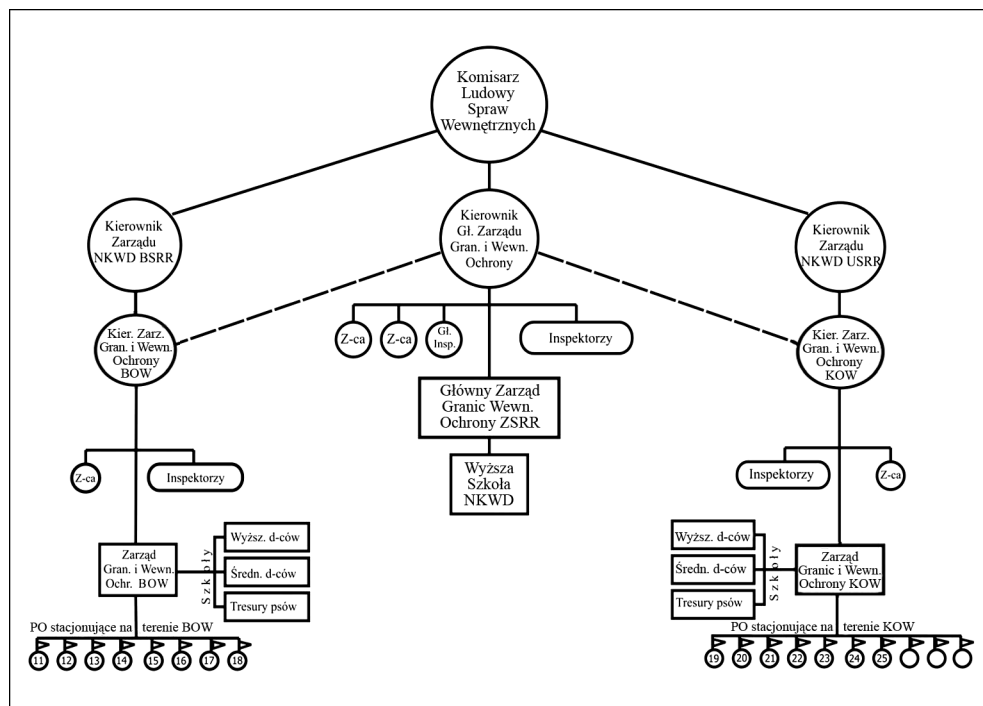 Komisarz
Ludowy
Spraw
Wewnętrznych
Kierownik
Zarządu
NKWD BSRR
Kierownik
Gł. Zarządu
Gran. i Wewn.
Ochrony
Kierownik
Zarządu
NKWD USRR
Kier. Zarz.
Gran. i Wewn.
Ochrony
BOW
Z-ca
Z-ca
Gł.
Insp.
Inspektorzy
Kier. Zarz.
Gran. i Wewn.
Ochrony
KOW
Główny Zarząd
Granic Wewn.
Ochrony ZSRR
Wyższa
Szkoła
NKWD
Z-ca
Inspektorzy
Inspektorzy
Z-ca
Zarząd
Gran. i Wewn.
Ochr. BOW
Szkoły
Wyższ. d-ców
Średn. d-ców
Tresury psów
Wyższ. d-ców
Średn. d-ców
Tresury psów
Szkoły
Zarząd
Granic i Wewn.
Ochrony KOW
PO stacjonujące na terenie BOW
11 12 13 14 15 16 17 18
PO stacjonujące na terenie KOW
19 20 21 22 23 24 25